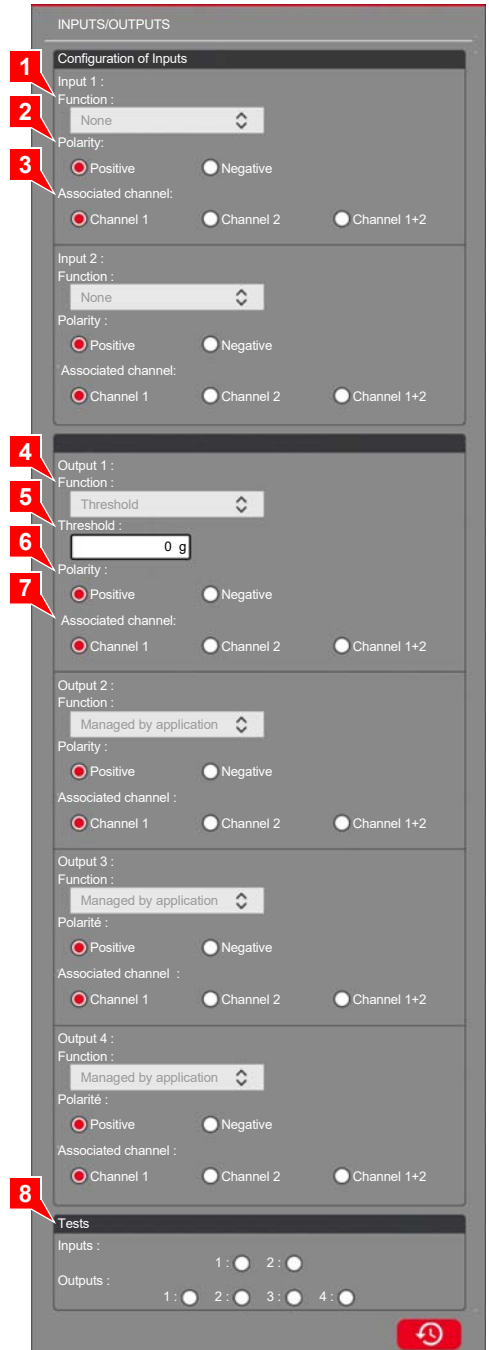 INPUTS/OUTPUTS
Configuration of Inputs
1
Input 1 :
Function :
2
None
Polarity:
3
Positive Negative
Associated channel:
Channel 1 Channel 2 Channel 1+2
Input 2 :
Function :
None
Polarity :
Positive Negative
Associated channel:
Channel 1 Channel 2 Channel 1+2
4
Output 1 :
Function :
5
Threshold
Threshold :
6
0 g
Polarity :
7
Positive Negative
Associated channel:
Channel 1 Channel 2 Channel 1+2
Output 2 :
Function :
Managed by application
Polarity :
Positive Negative
Associated channel :
Channel 1 Channel 2 Channel 1+2
Output 3 :
Function :
Managed by application
Polarité :
Positive Negative
Associated channel :
Channel 1 Channel 2 Channel 1+2
Output 4 :
Function :
Managed by application
Polarité :
Positive Negative
Associated channel :
Channel 1 Channel 2 Channel 1+2
8
Tests
Inputs :
1 : 2 :
Outputs :
1 : 2 : 3 : 4 :